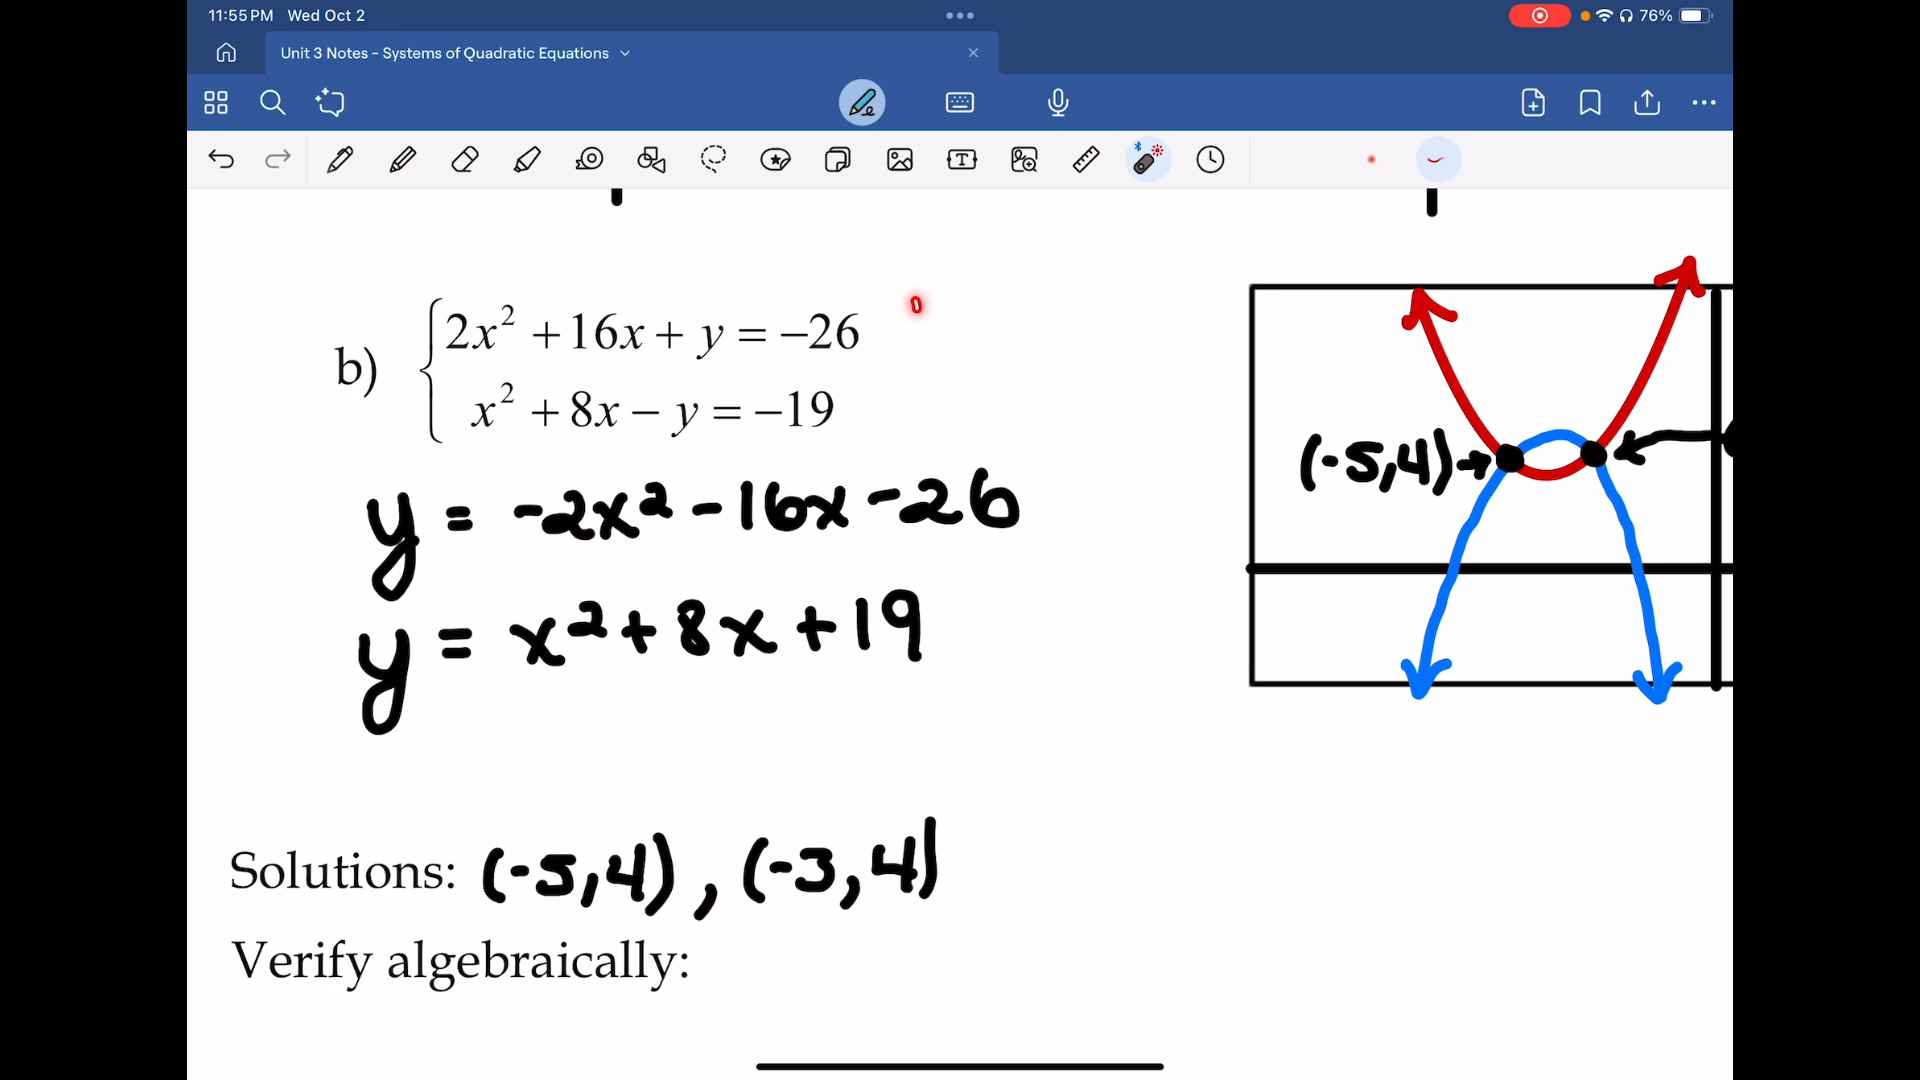 11:55 PM Wed Oct 2 76%
Unit 3 Notes - Systems of Quadratic Equations
b) 2x² + 16x + y = −26
x² + 8x − y = −19
(-5,4)
y = -2x² - 16x - 26
y = x² + 8x + 19
Solutions: (-5,4), (-3,4)
Verify algebraically: